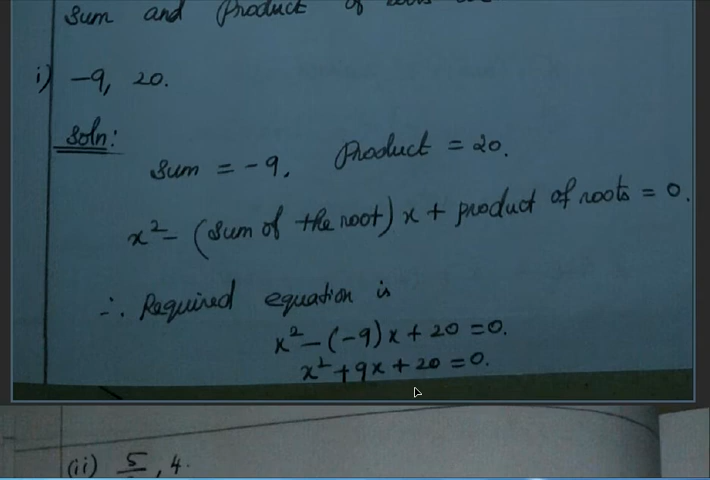 Sum and Product of
i) -9, 20.
Soln:
Sum = -9, Product = 20.
x² - (sum of the root) x + product of roots = 0.
∴ Required equation is
x² - (-9)x + 20 = 0.
x² + 9x + 20 = 0.
(ii) 5 , 4.